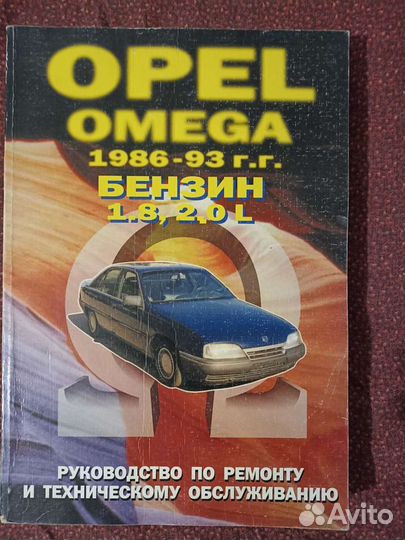 OPEL
OMEGA
1986-93 г.г.
БЕНЗИН
1.8, 2.0 L
РУКОВОДСТВО ПО РЕМОНТУ
И ТЕХНИЧЕСКОМУ ОБСЛУЖИВАНИЮ
Avito